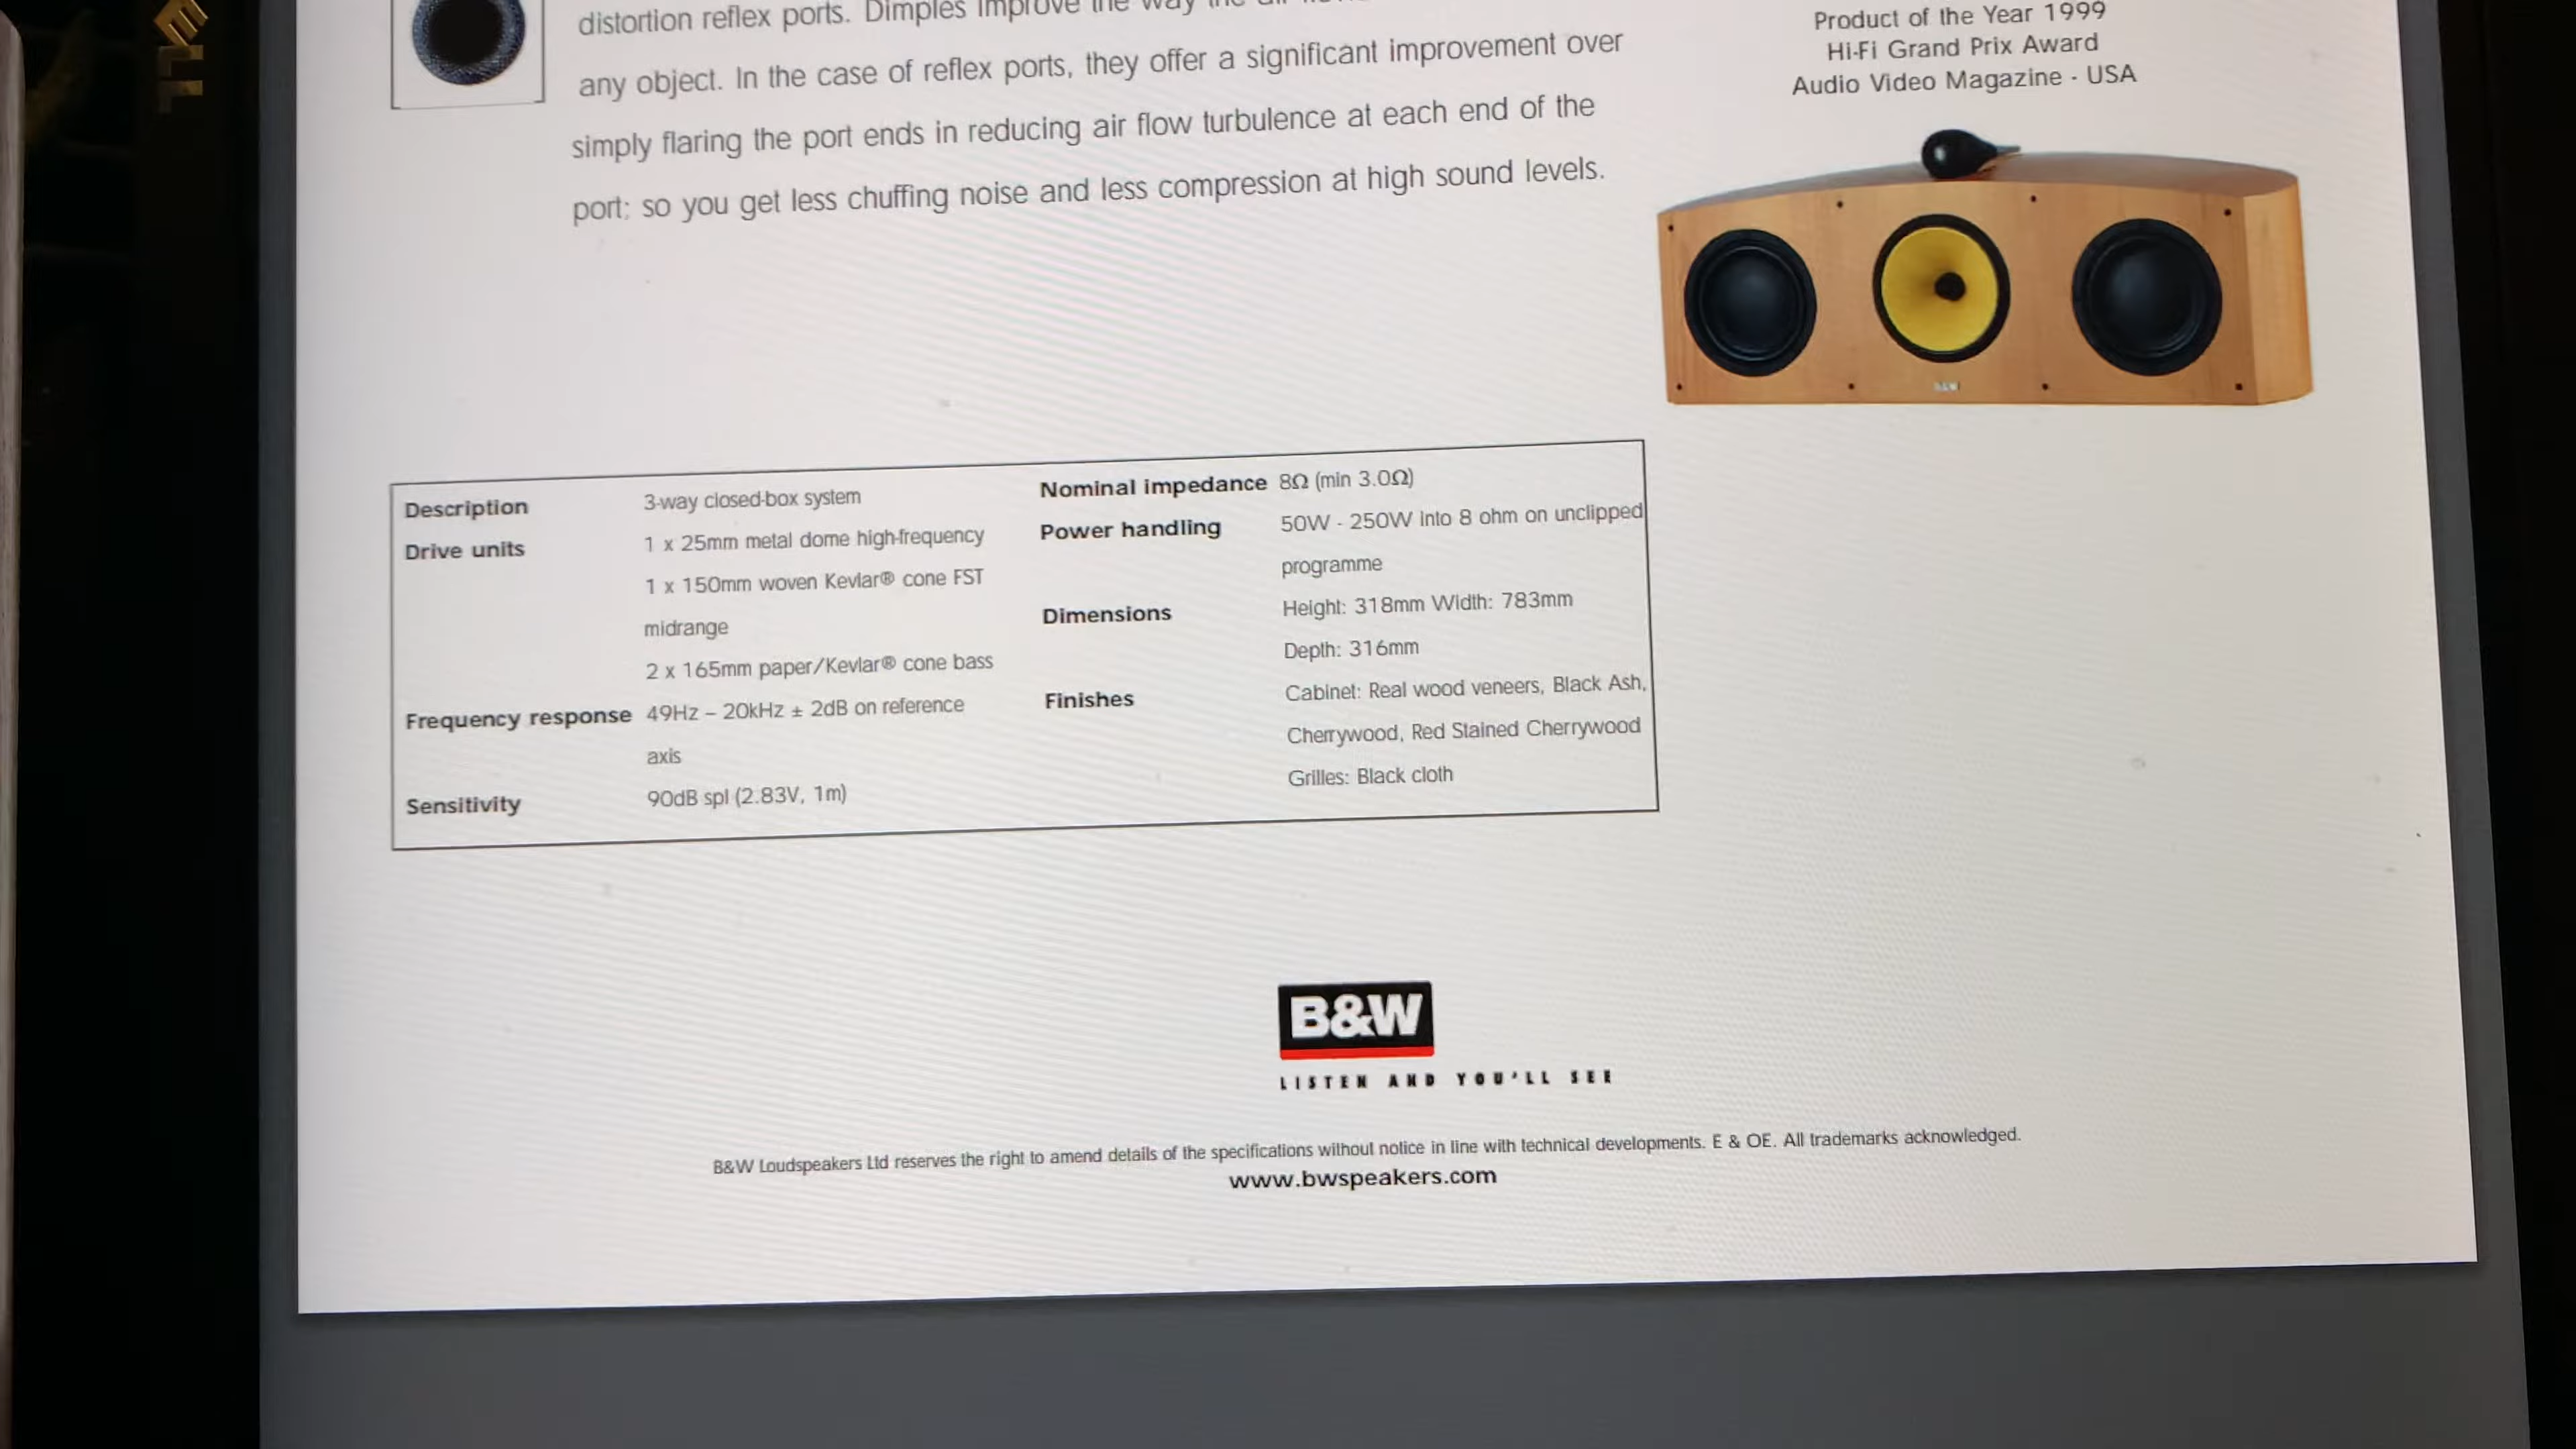 ELL
distortion reflex ports. Dimples improve the way the air
any object. In the case of reflex ports, they offer a significant improvement over
simply flaring the port ends in reducing air flow turbulence at each end of the
port: so you get less chuffing noise and less compression at high sound levels.
Product of the Year 1999
Hi-Fi Grand Prix Award
Audio Video Magazine - USA
B&W
Description 3-way closed-box system
Drive units 1 x 25mm metal dome high-frequency
1 x 150mm woven Kevlar® cone FST
midrange
2 x 165mm paper/Kevlar® cone bass
Frequency response 49Hz – 20kHz ± 2dB on reference
axis
Sensitivity 90dB spl (2.83V, 1m)
Nominal impedance 8Ω (min 3.0Ω)
Power handling 50W - 250W into 8 ohm on unclipped
programme
Dimensions Height: 318mm Width: 783mm
Depth: 316mm
Finishes Cabinet: Real wood veneers, Black Ash,
Cherrywood, Red Stained Cherrywood
Grilles: Black cloth
B&W
LISTEN AND YOU'LL SEE
B&W Loudspeakers Ltd reserves the right to amend details of the specifications without notice in line with technical developments. E & OE. All trademarks acknowledged.
www.bwspeakers.com